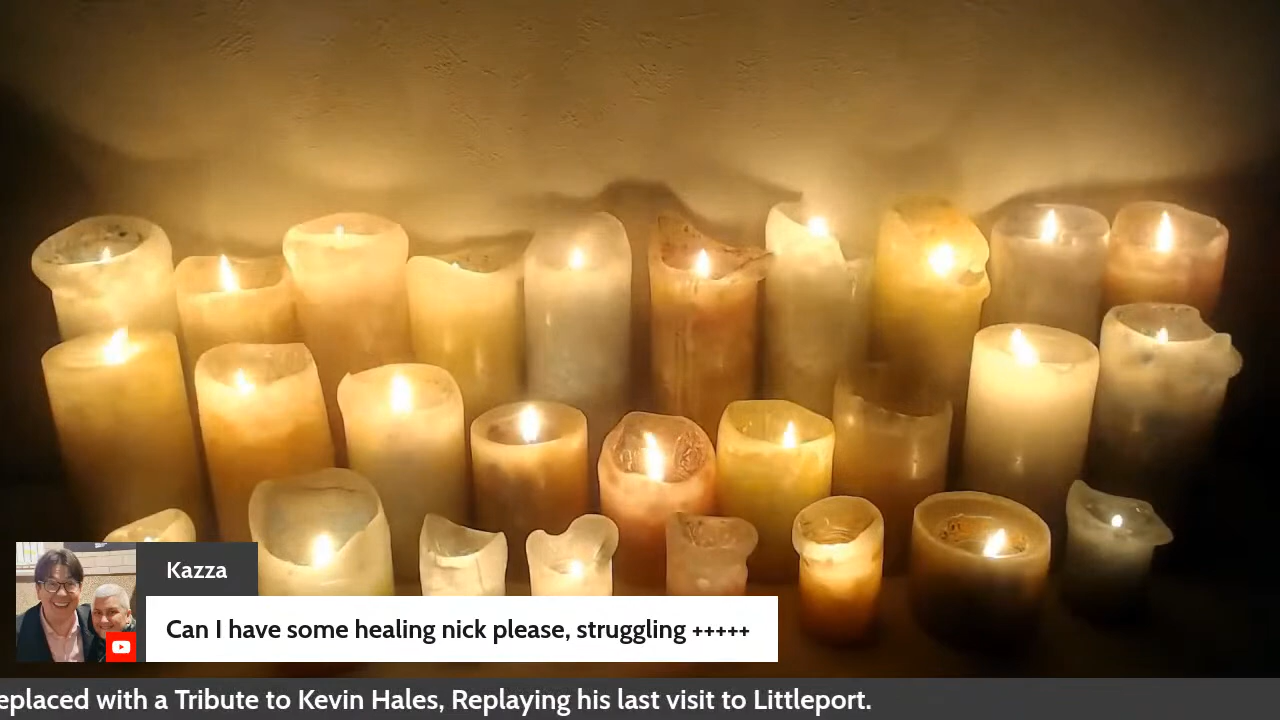 Kazza
Can I have some healing nick please, struggling +++++
eplaced with a Tribute to Kevin Hales, Replaying his last visit to Littleport.